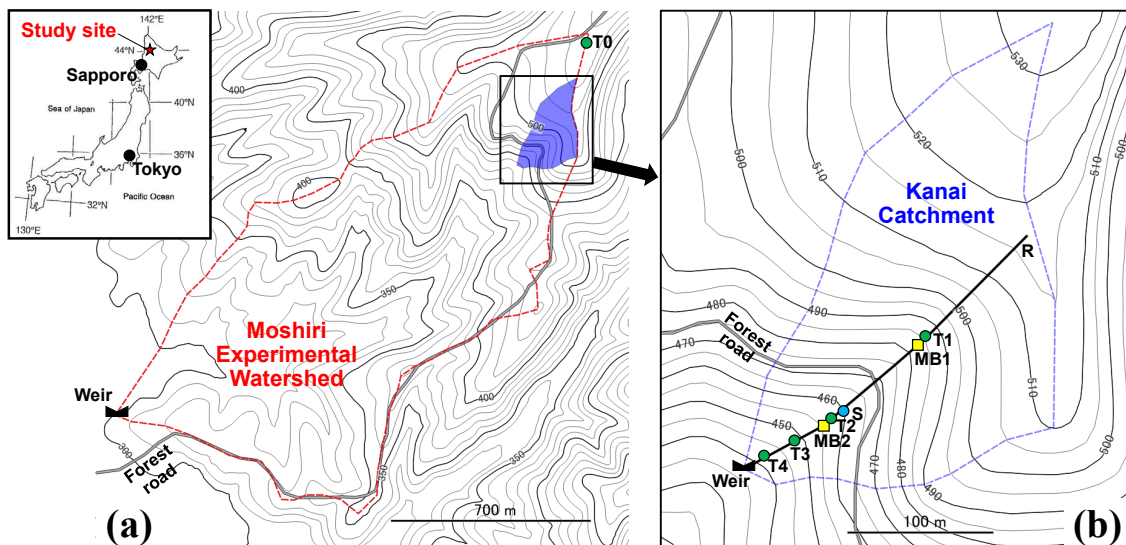 142°E
Study site
44°N
Sapporo
Sea of Japan
40°N
36°N
Tokyo
Pacific Ocean
32°N
130°E
T0
400
500
400
350
Moshiri
Experimental
Watershed
Weir
400
300
Forest
road
350
700 m
(a)
530
520
500
510
510
500
Kanai
Catchment
R
480
490
500
Forest
road
470
T1
MB1
510
460
S
450
T2
MB2
T3
T4
Weir
470
480
490
500
100 m
(b)